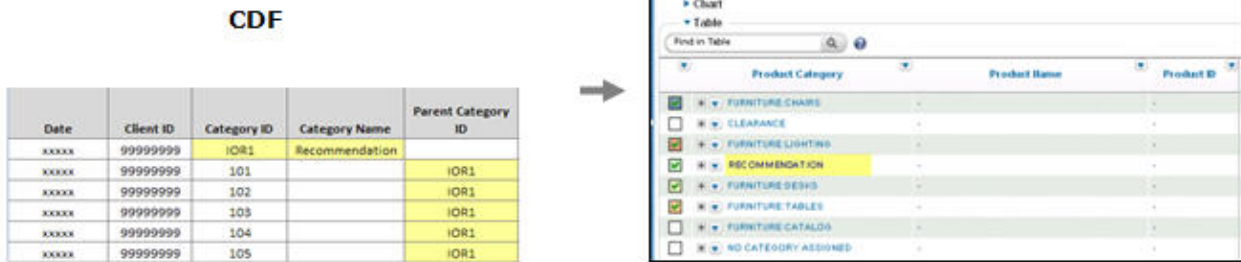 CDF
Date Client ID Category ID Category Name Parent Category ID
xxxxx 99999999 IOR1 Recommendation
xxxxx 99999999 101 IOR1
xxxxx 99999999 102 IOR1
xxxxx 99999999 103 IOR1
xxxxx 99999999 104 IOR1
xxxxx 99999999 105 IOR1
Chart
Table
Find in Table
Product Category Product Name Product ID
FURNITURE:CHAIRS - -
CLEARANCE - -
FURNITURE:LIGHTING - -
RECOMMENDATION - -
FURNITURE:DESKS - -
FURNITURE:TABLES - -
FURNITURE:CATALOG - -
NO CATEGORY ASSIGNED - -